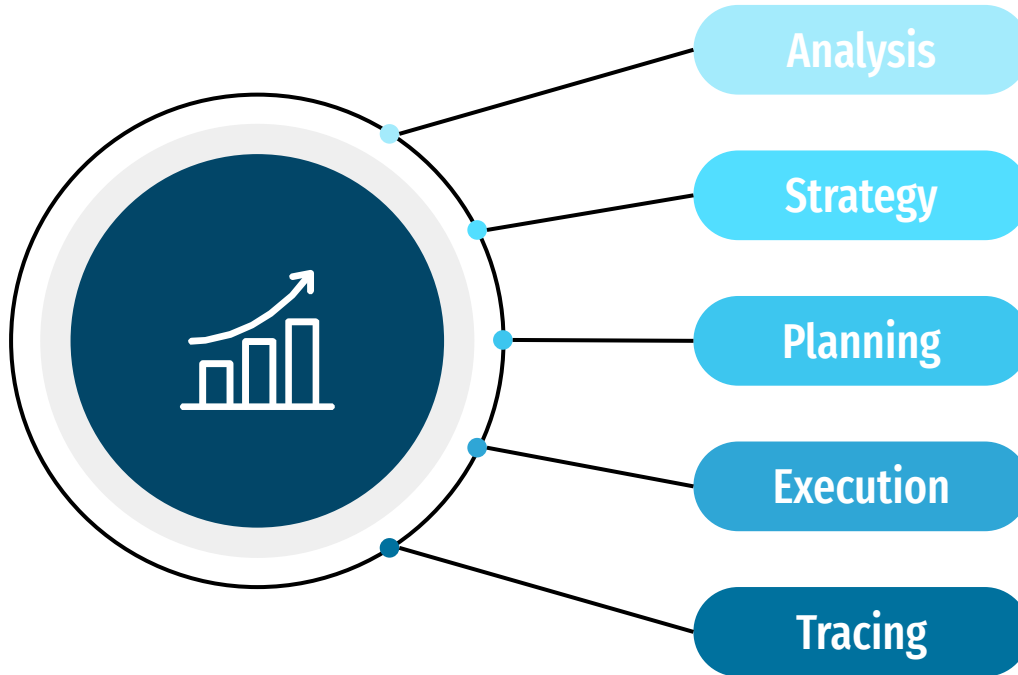 Analysis
Strategy
Planning
Execution
Tracing